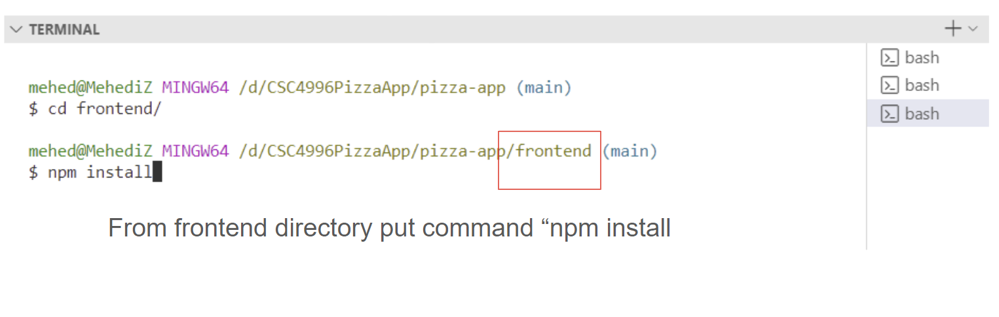 TERMINAL
bash
bash
bash
mehed@MehediZ MINGW64 /d/CSC4996PizzaApp/pizza-app (main)
$ cd frontend/
mehed@MehediZ MINGW64 /d/CSC4996PizzaApp/pizza-app/frontend (main)
$ npm install
From frontend directory put command “npm install